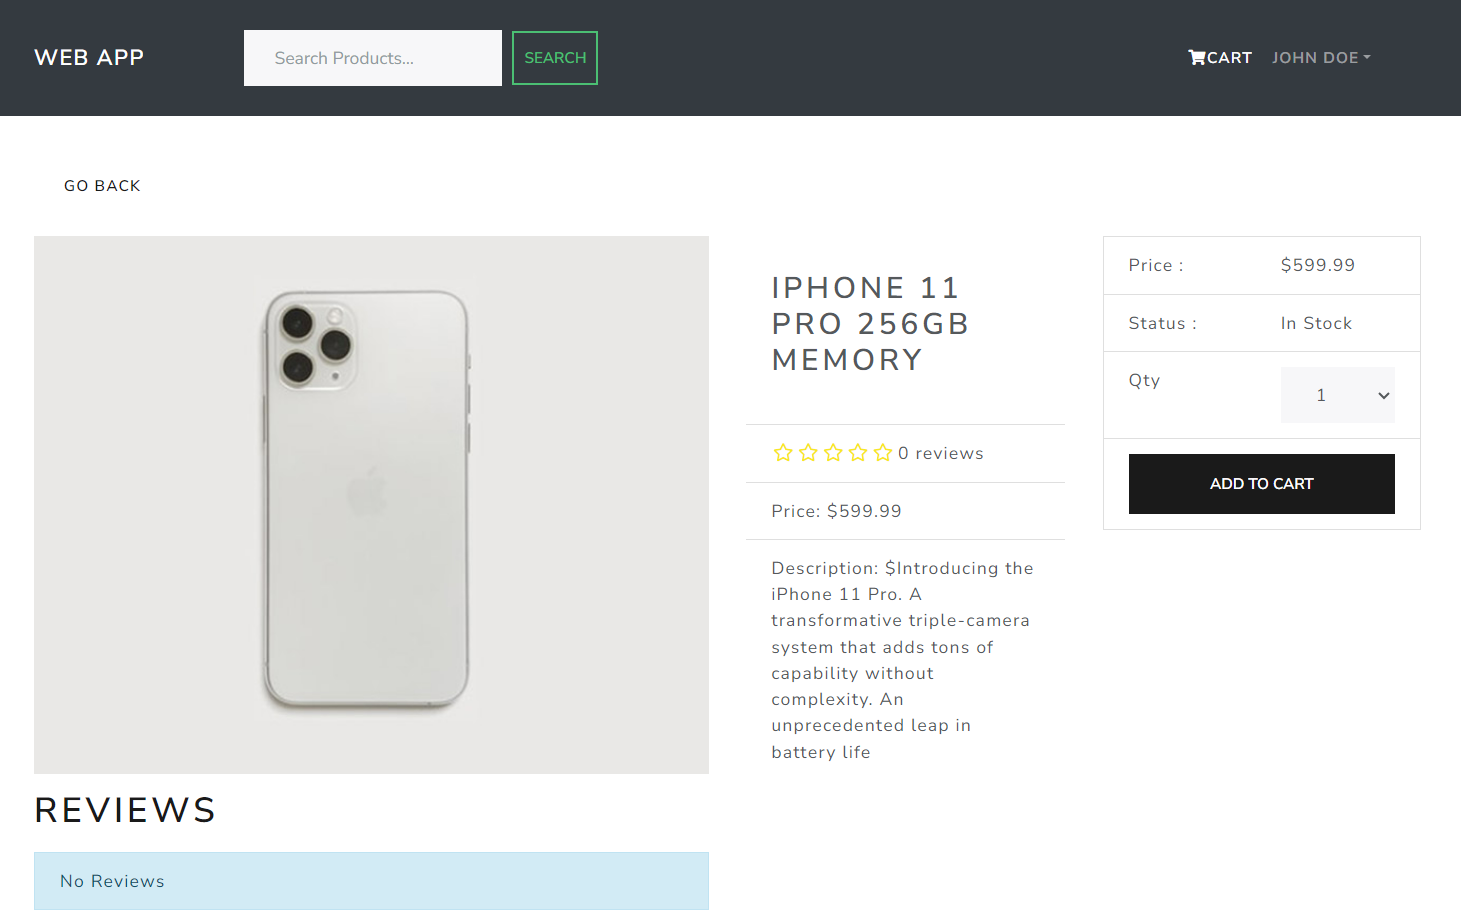 WEB APP
Search Products...
SEARCH
CART
JOHN DOE
GO BACK
IPHONE 11
PRO 256GB
MEMORY
0 reviews
Price: $599.99
Description: $Introducing the
iPhone 11 Pro. A
transformative triple-camera
system that adds tons of
capability without
complexity. An
unprecedented leap in
battery life
Price : $599.99
Status : In Stock
Qty 1
ADD TO CART
REVIEWS
No Reviews